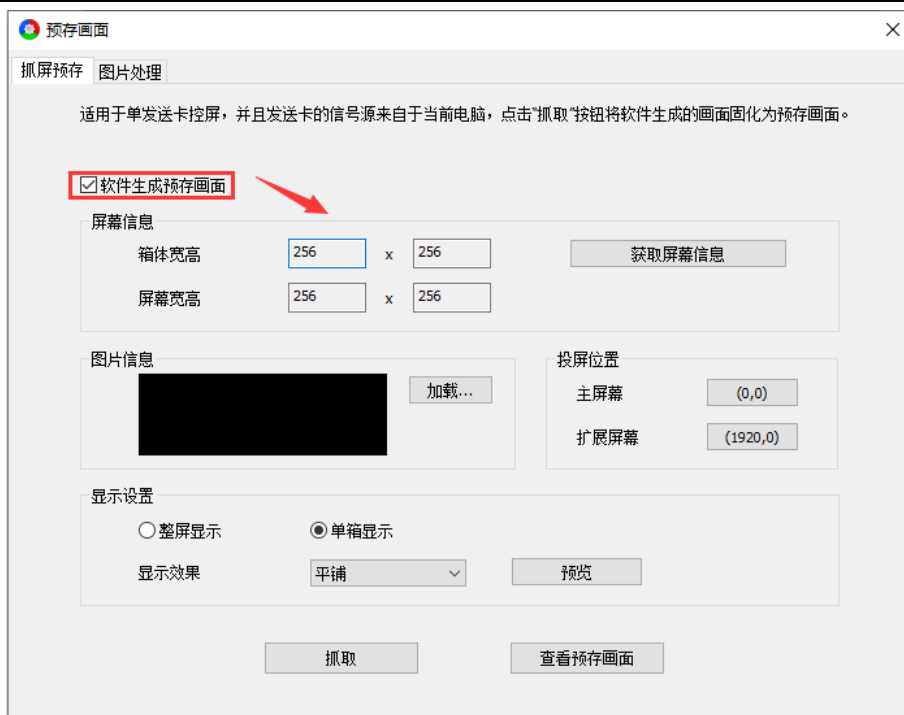 预存画面
抓屏预存 图片处理
适用于单发送卡控屏，并且发送卡的信号源来自于当前电脑，点击"抓取"按钮将软件生成的画面固化为预存画面。
软件生成预存画面
屏幕信息
箱体宽高 256 x 256 获取屏幕信息
屏幕宽高 256 x 256
图片信息 投屏位置
加载... 主屏幕 (0,0)
扩展屏幕 (1920,0)
显示设置
整屏显示 单箱显示
显示效果 平铺 预览
抓取 查看预存画面